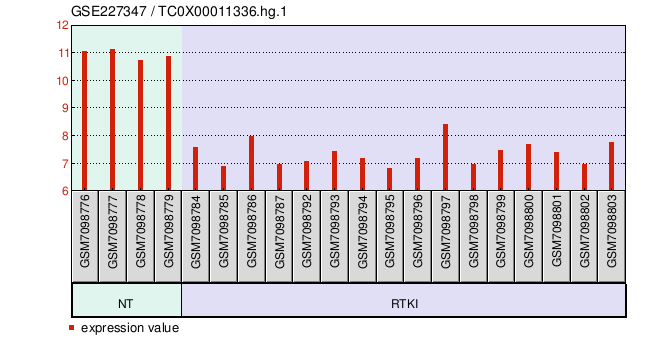 GSE227347 / TC0X00011336.hg.1
12
11
10
9
8
7
6
GSM7098776
GSM7098777
GSM7098778
GSM7098779
GSM7098784
GSM7098785
GSM7098786
GSM7098787
GSM7098792
GSM7098793
GSM7098794
GSM7098795
GSM7098796
GSM7098797
GSM7098798
GSM7098799
GSM7098800
GSM7098801
GSM7098802
GSM7098803
NT
RTKI
expression value